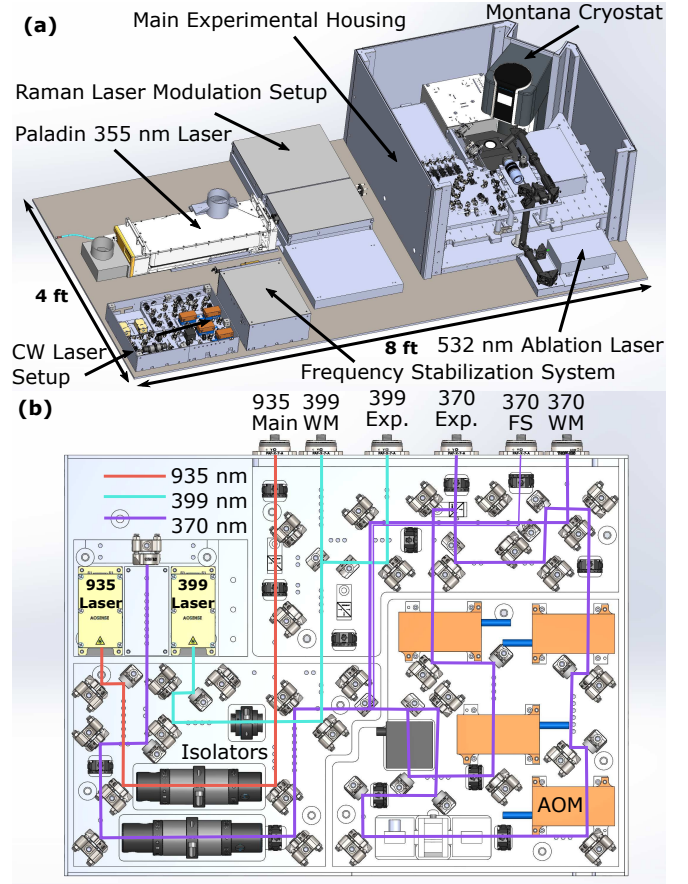 (a)
Main Experimental Housing
Montana Cryostat
Raman Laser Modulation Setup
Paladin 355 nm Laser
4 ft
8 ft
CW Laser
Setup
532 nm Ablation Laser
Frequency Stabilization System
(b)
935
Main
399
WM
399
Exp.
370
Exp.
370
FS
370
WM
935 nm
399 nm
370 nm
935
Laser
AOSENSE
399
Laser
AOSENSE
Isolators
AOM